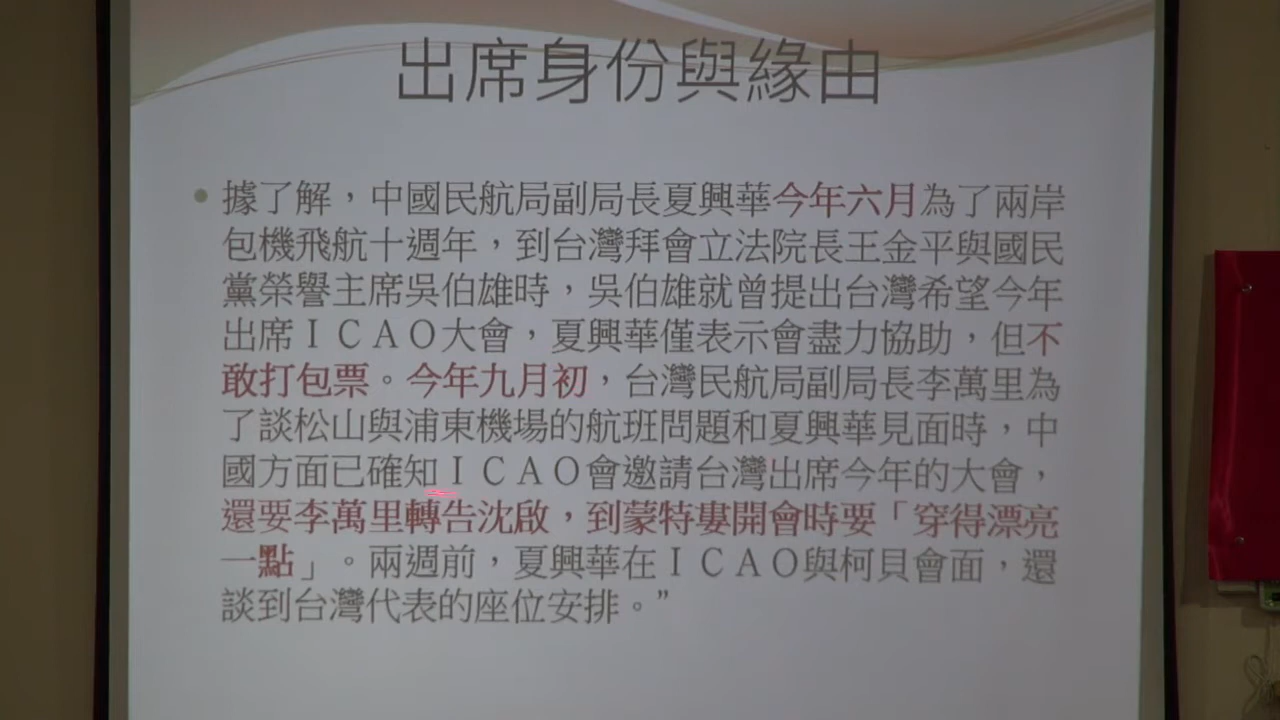 出席身份與緣由
• 據了解，中國民航局副局長夏興華今年六月為了兩岸
包機飛航十週年，到台灣拜會立法院長王金平與國民
黨榮譽主席吳伯雄時，吳伯雄就曾提出台灣希望今年
出席ＩＣＡＯ大會，夏興華僅表示會盡力協助，但不
敢打包票。今年九月初，台灣民航局副局長李萬里為
了談松山與浦東機場的航班問題和夏興華見面時，中
國方面已確知ＩＣＡＯ會邀請台灣出席今年的大會，
還要李萬里轉告沈啟，到蒙特婁開會時要「穿得漂亮
一點」。兩週前，夏興華在ＩＣＡＯ與柯貝會面，還
談到台灣代表的座位安排。”